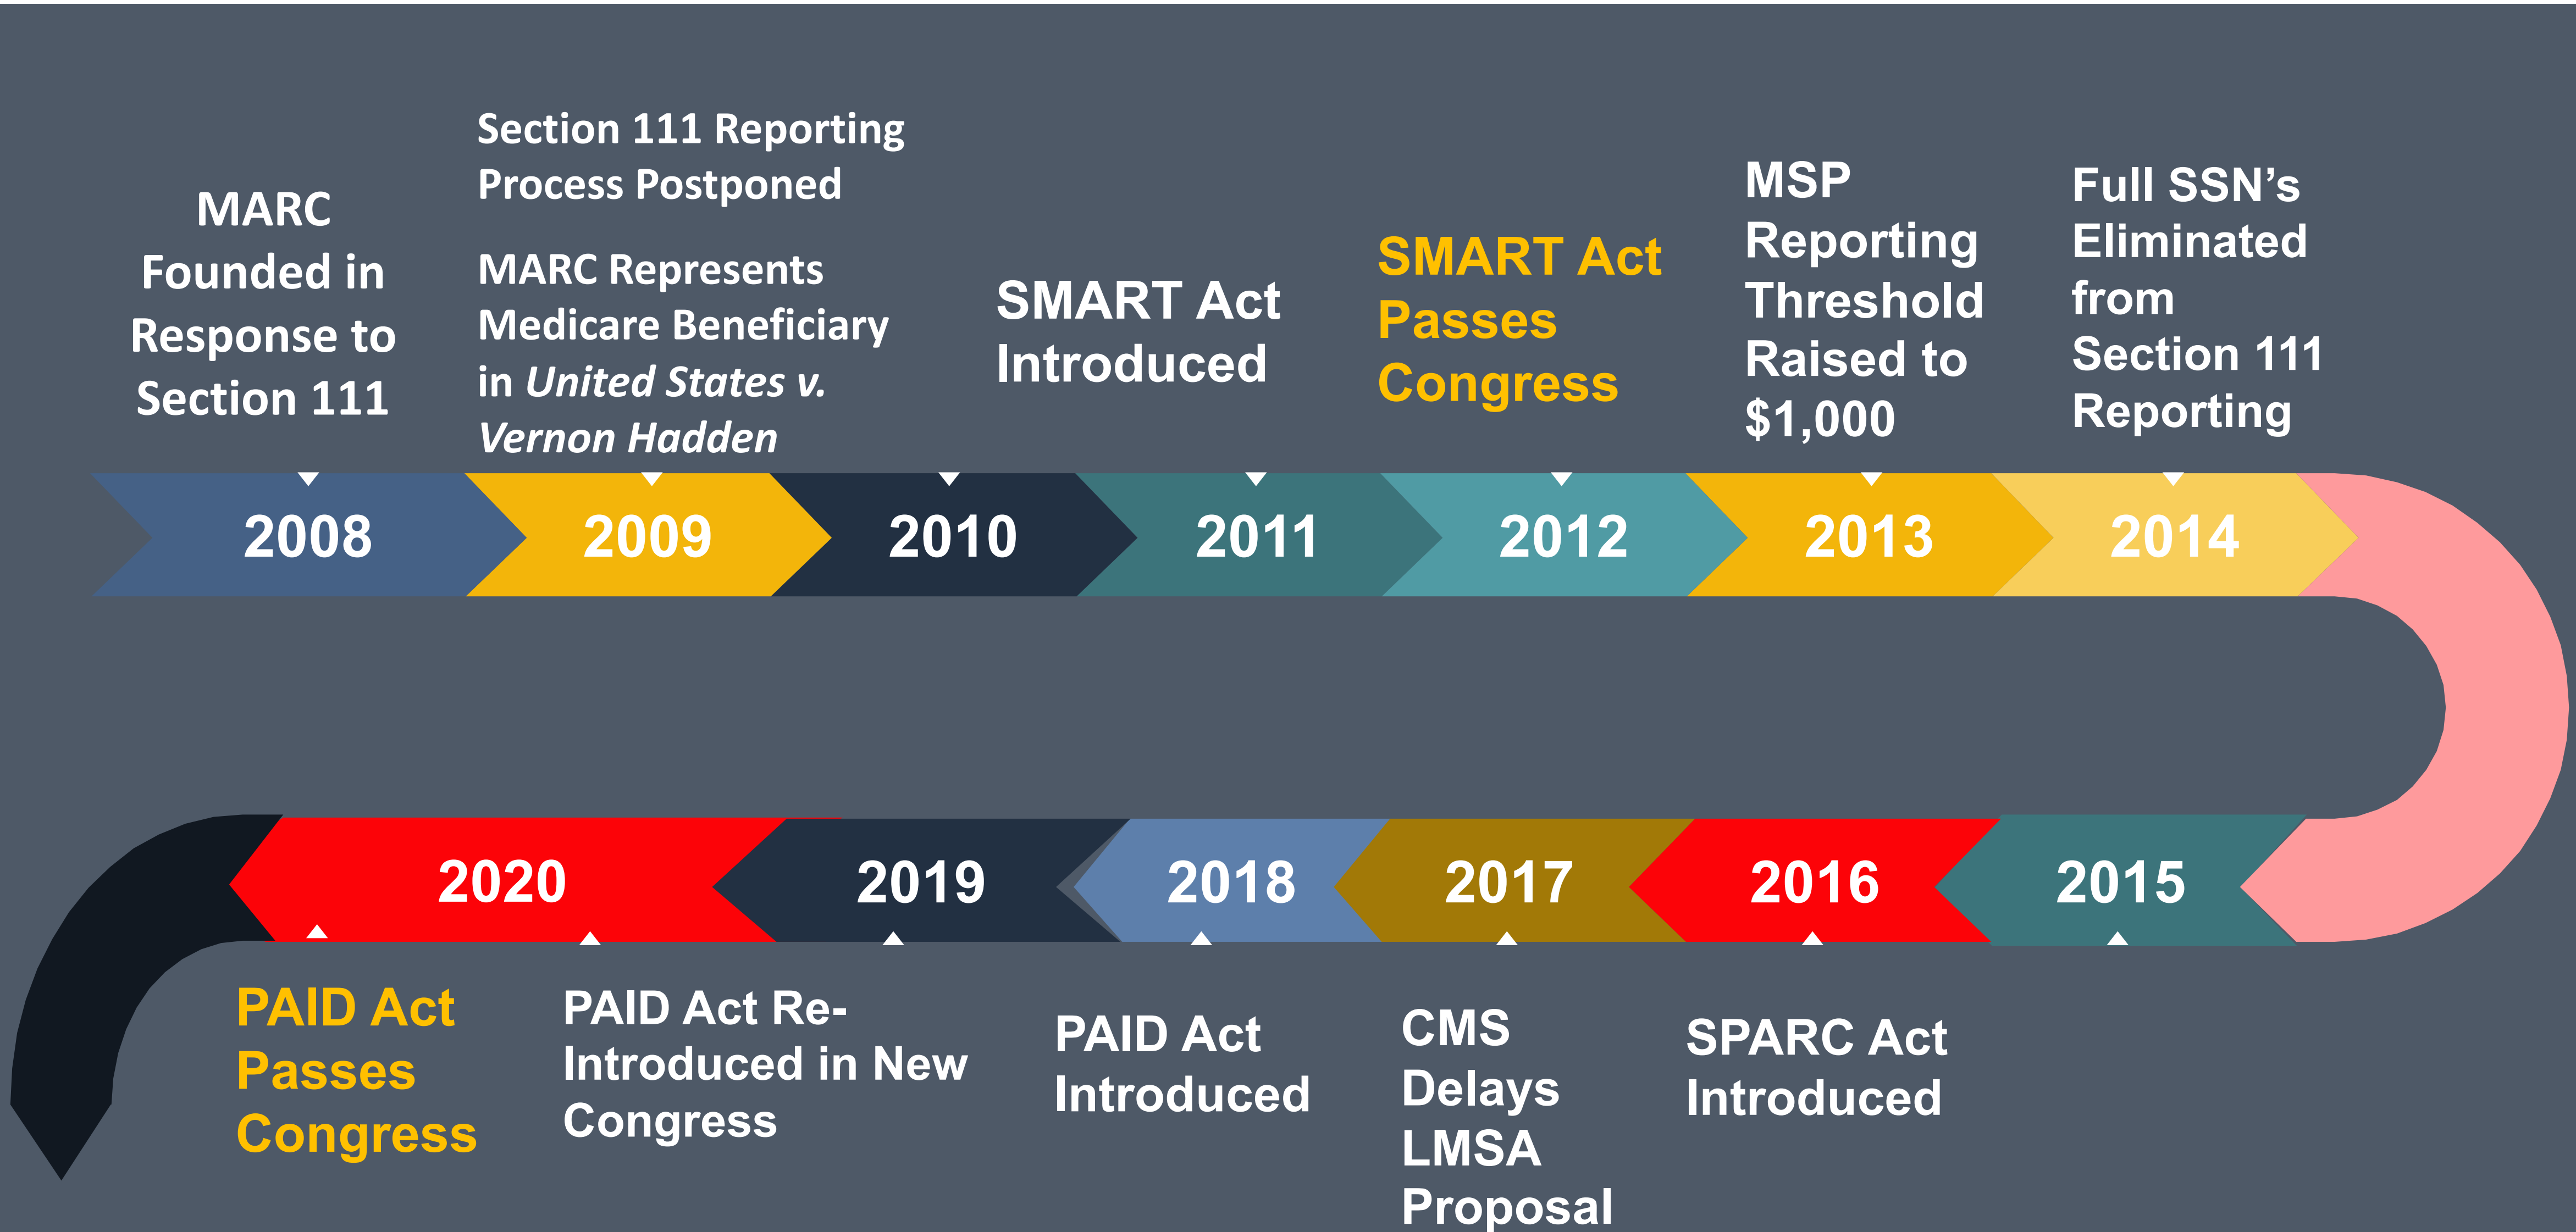 MARC
Founded in
Response to
Section 111
Section 111 Reporting
Process Postponed
MARC Represents
Medicare Beneficiary
in United States v.
Vernon Hadden
SMART Act
Introduced
SMART Act
Passes
Congress
MSP
Reporting
Threshold
Raised to
$1,000
Full SSN’s
Eliminated
from
Section 111
Reporting
2008
2009
2010
2011
2012
2013
2014
2020
2019
2018
2017
2016
2015
PAID Act
Passes
Congress
PAID Act Re-
Introduced in New
Congress
PAID Act
Introduced
CMS
Delays
LMSA
Proposal
SPARC Act
Introduced